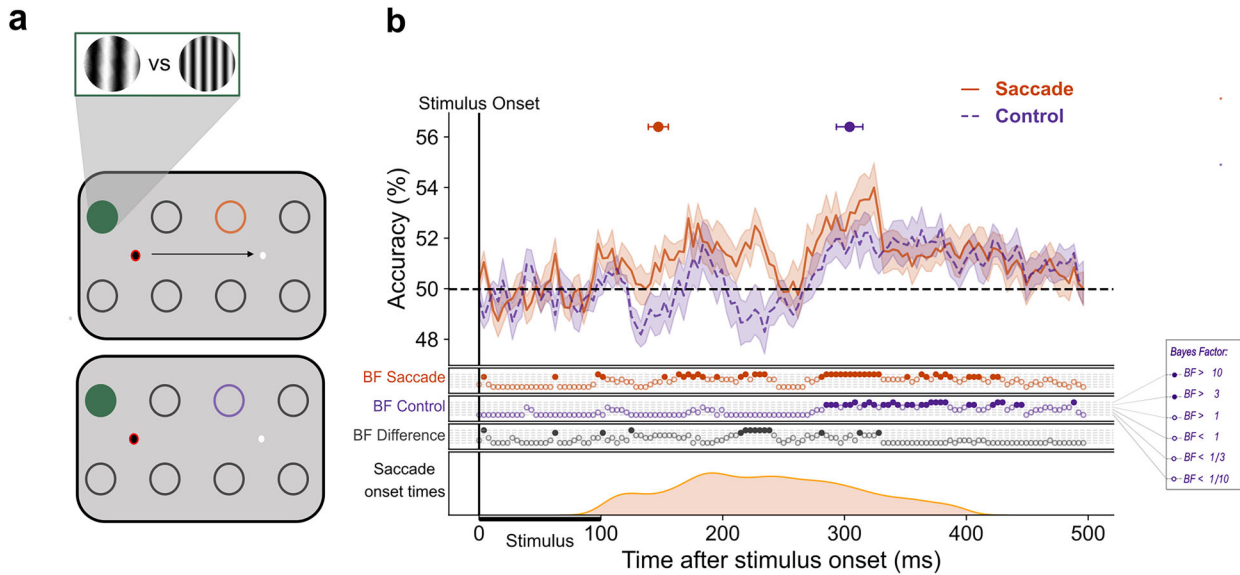 a
b
vs
Stimulus Onset
Saccade
Control
Accuracy (%)
56
54
52
50
48
BF Saccade
BF Control
BF Difference
Saccade
onset times
Bayes Factor:
BF > 10
BF > 3
BF > 1
BF < 1
BF < 1/3
BF < 1/10
0
100
200
300
400
500
Stimulus
Time after stimulus onset (ms)